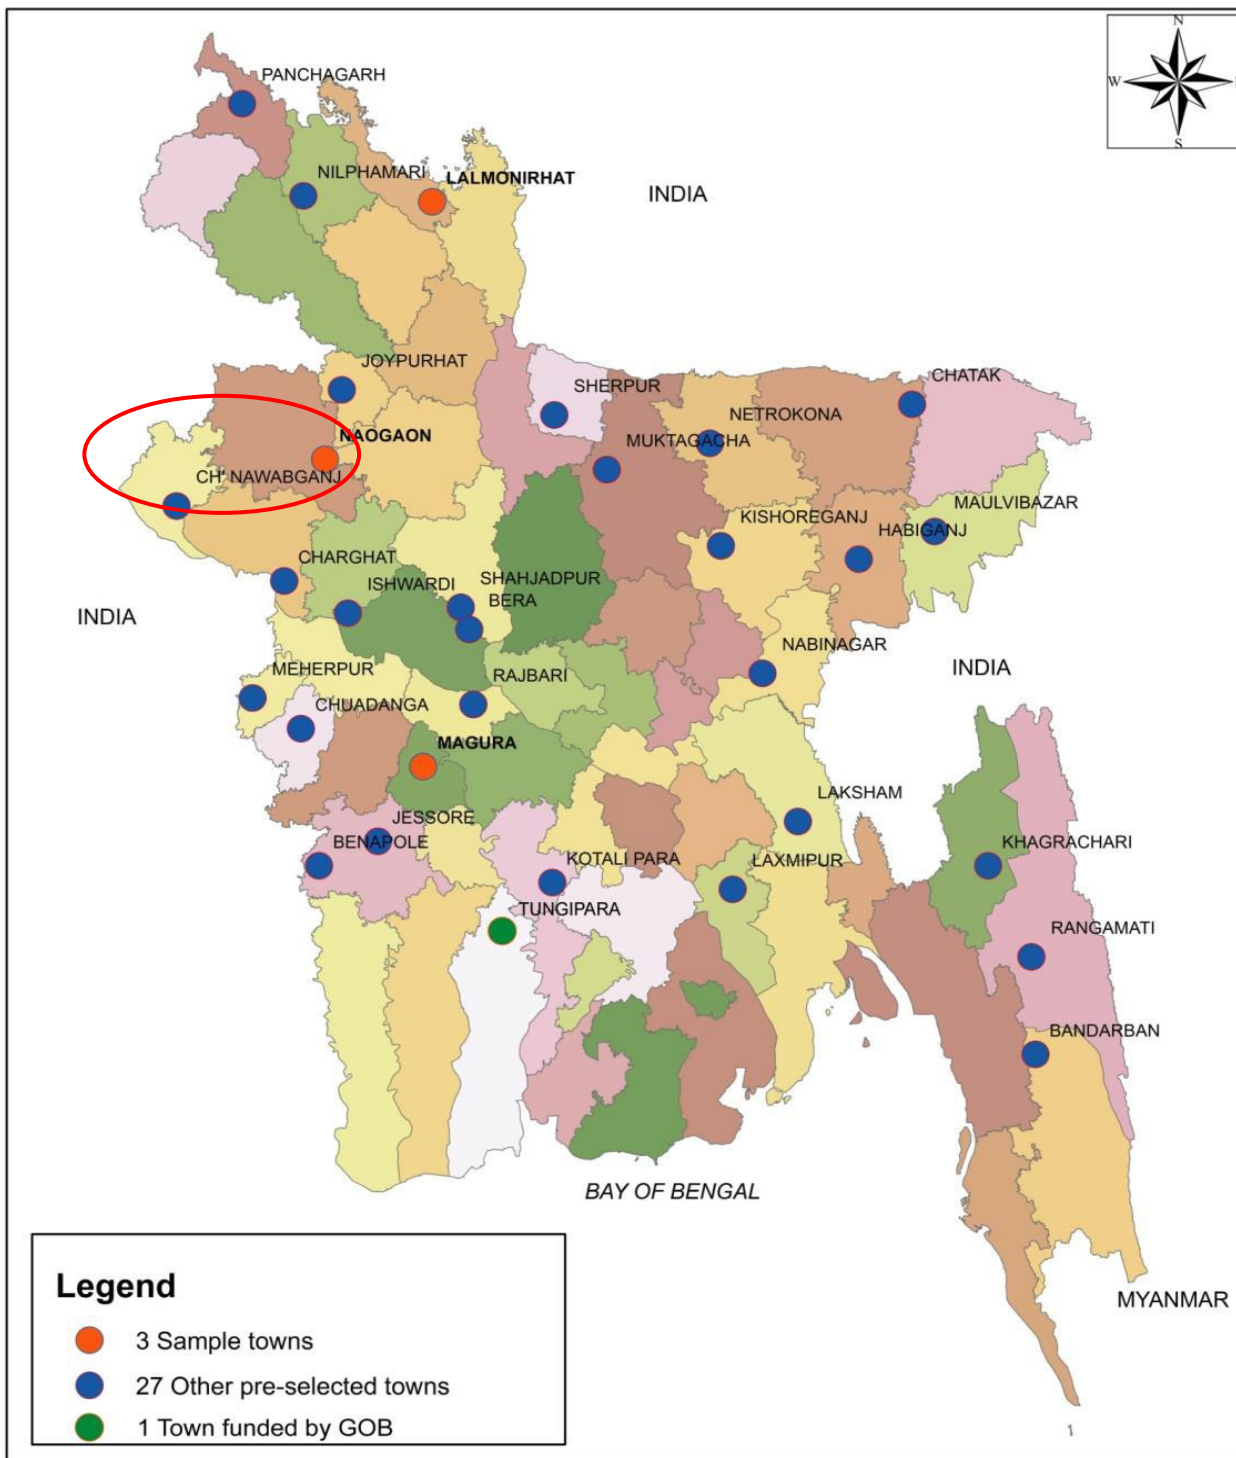 N
W
S
PANCHAGARH
NILPHAMARI
LALMONIRHAT
INDIA
JOYPURHAT
SHERPUR
CHATAK
NETROKONA
NAOGAON
MUKTAGACHA
CH' NAWABGANJ
MAULVIBAZAR
KISHOREGANJ
HABIGANJ
CHARGHAT
ISHWARDI
SHAHJADPUR
BERA
INDIA
NABINAGAR
INDIA
MEHERPUR
RAJBARI
CHUADANGA
MAGURA
LAKSHAM
JESSORE
BENAPOLE
KHAGRACHARI
KOTALI PARA
LAXMIPUR
TUNGIPARA
RANGAMATI
BANDARBAN
BAY OF BENGAL
MYANMAR
Legend
3 Sample towns
27 Other pre-selected towns
1 Town funded by GOB